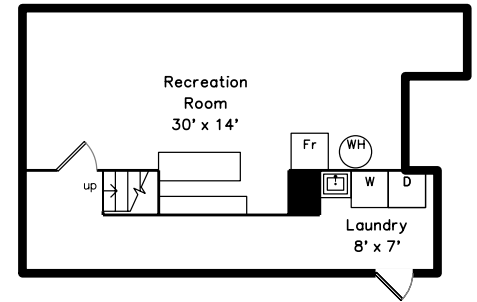 Recreation
Room
30' x 14'
Fr
WH
up
W
D
Laundry
8' x 7'